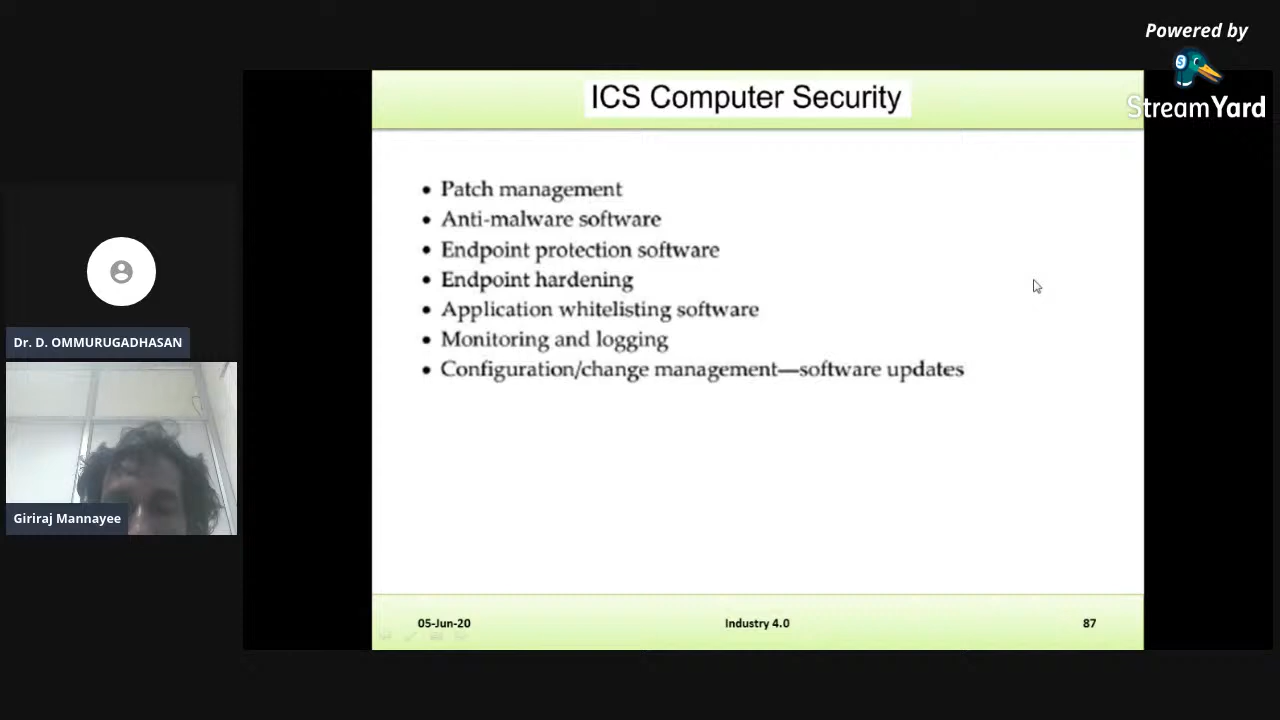 Powered by
StreamYard
ICS Computer Security
• Patch management
• Anti-malware software
• Endpoint protection software
• Endpoint hardening
• Application whitelisting software
• Monitoring and logging
• Configuration/change management—software updates
Dr. D. OMMURUGADHASAN
Giriraj Mannayee
05-Jun-20 Industry 4.0 87